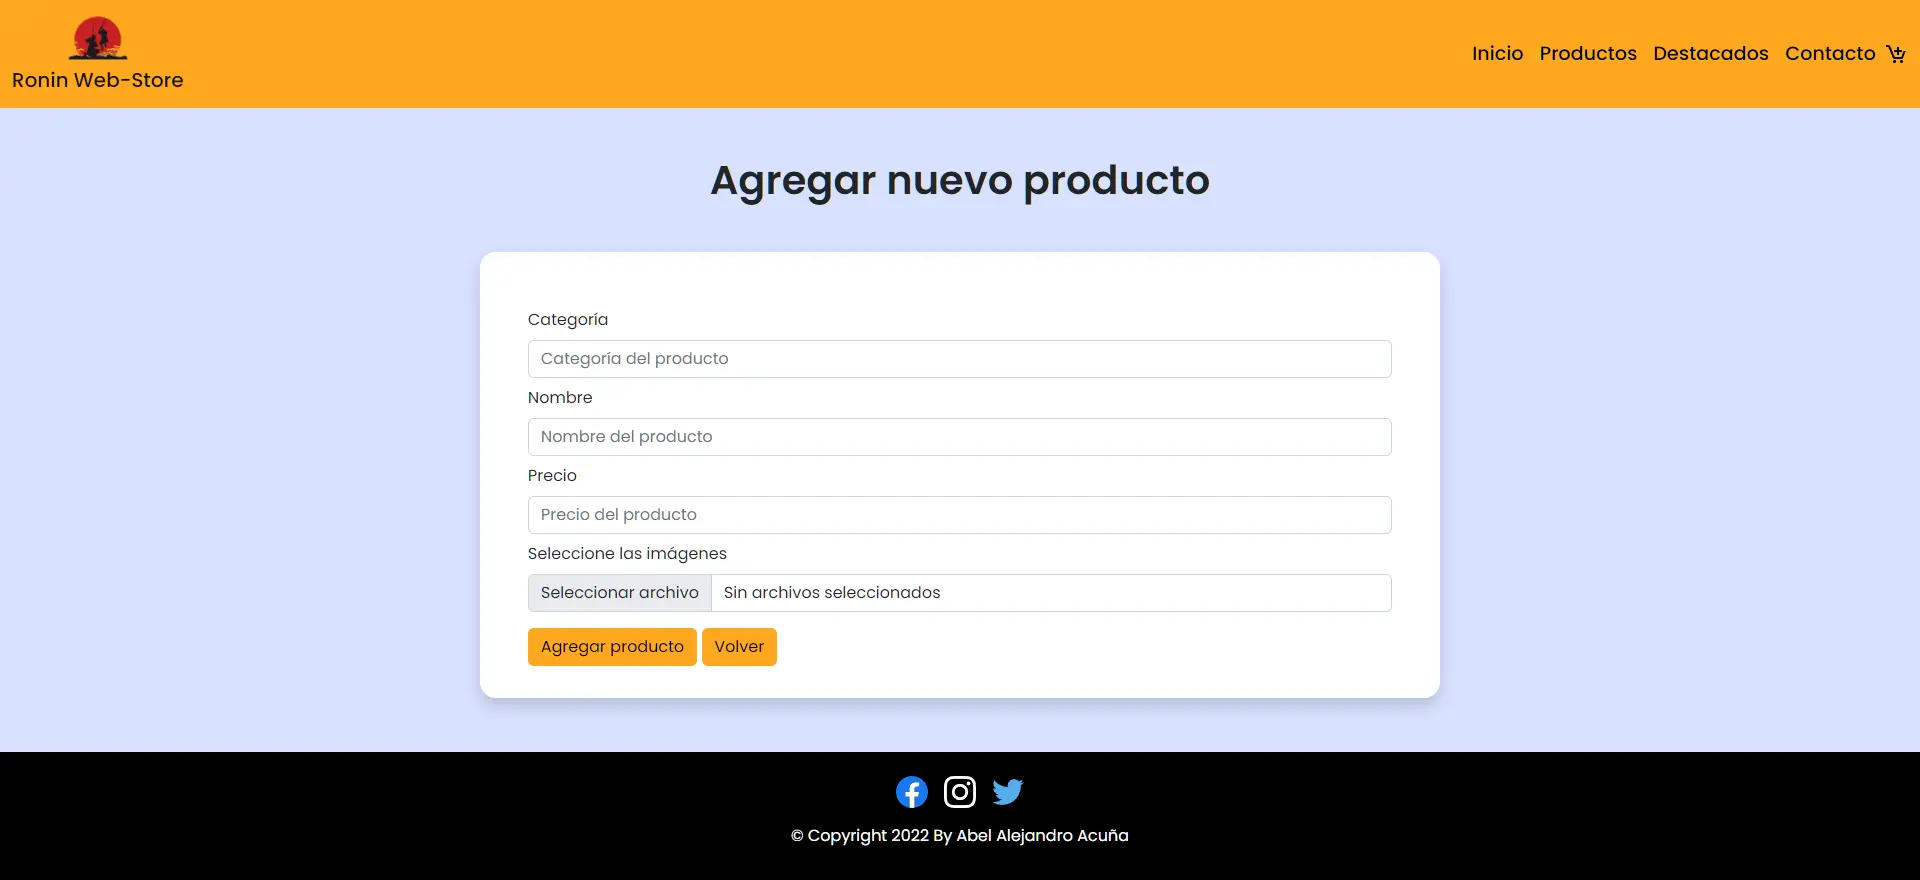 Ronin Web-Store
Inicio Productos Destacados Contacto
Agregar nuevo producto
Categoría
Categoría del producto
Nombre
Nombre del producto
Precio
Precio del producto
Seleccione las imágenes
Seleccionar archivo Sin archivos seleccionados
Agregar producto Volver
© Copyright 2022 By Abel Alejandro Acuña